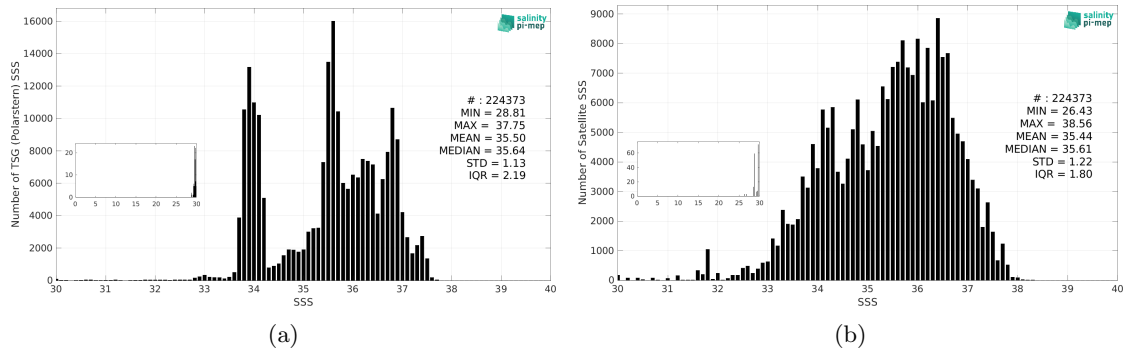 16000
14000
12000
10000
8000
6000
4000
2000
0
Number of TSG (Polarstern) SSS
salinity
pi-mep
# : 224373
MIN = 28.81
MAX = 37.75
MEAN = 35.50
MEDIAN = 35.64
STD = 1.13
IQR = 2.19
20
10
0
0 5 10 15 20 25 30
30 31 32 33 34 35 36 37 38 39 40
SSS
(a)
9000
8000
7000
6000
5000
4000
3000
2000
1000
0
Number of Satellite SSS
salinity
pi-mep
# : 224373
MIN = 26.43
MAX = 38.56
MEAN = 35.44
MEDIAN = 35.61
STD = 1.22
IQR = 1.80
60
40
20
0
0 5 10 15 20 25 30
30 31 32 33 34 35 36 37 38 39 40
SSS
(b)